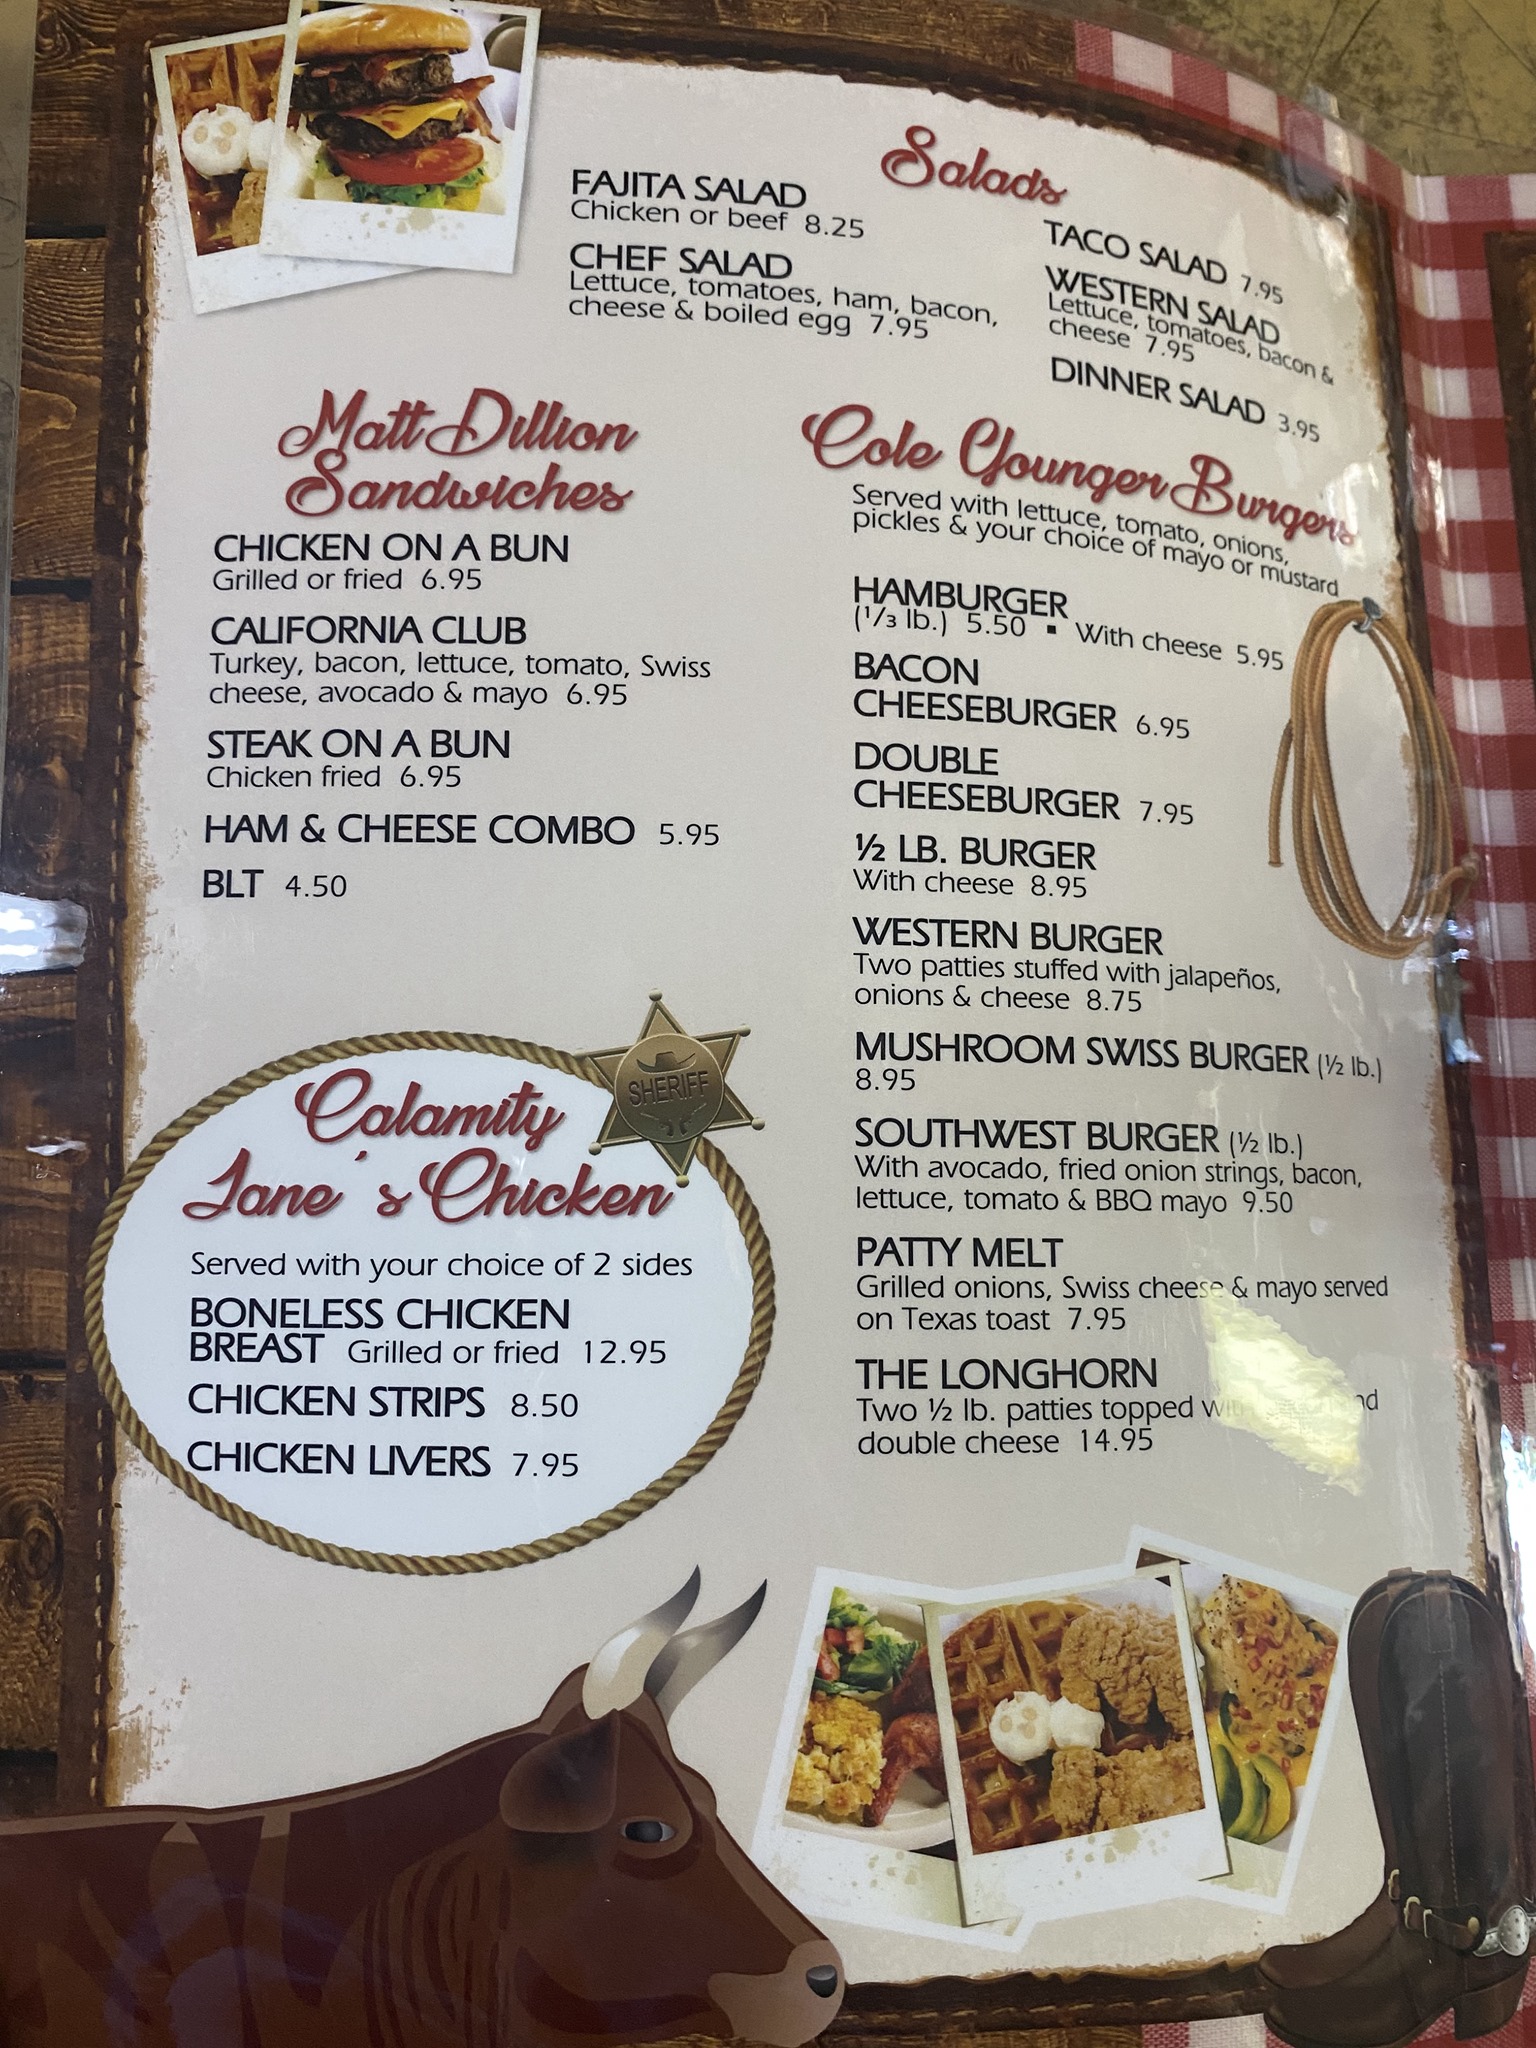 Salads
FAJITA SALAD
Chicken or beef 8.25
CHEF SALAD
Lettuce, tomatoes, ham, bacon,
cheese & boiled egg 7.95
TACO SALAD 7.95
WESTERN SALAD
Lettuce, tomatoes, bacon &
cheese 7.95
DINNER SALAD 3.95
Matt Dillion
Sandwiches
CHICKEN ON A BUN
Grilled or fried 6.95
CALIFORNIA CLUB
Turkey, bacon, lettuce, tomato, Swiss
cheese, avocado & mayo 6.95
STEAK ON A BUN
Chicken fried 6.95
HAM & CHEESE COMBO 5.95
BLT 4.50
SHERIFF
Calamity
Jane's Chicken
Served with your choice of 2 sides
BONELESS CHICKEN
BREAST Grilled or fried 12.95
CHICKEN STRIPS 8.50
CHICKEN LIVERS 7.95
Cole Younger Burgers
Served with lettuce, tomato, onions,
pickles & your choice of mayo or mustard
HAMBURGER
(1/3 lb.) 5.50 ▪ With cheese 5.95
BACON
CHEESEBURGER 6.95
DOUBLE
CHEESEBURGER 7.95
½ LB. BURGER
With cheese 8.95
WESTERN BURGER
Two patties stuffed with jalapeños,
onions & cheese 8.75
MUSHROOM SWISS BURGER (½ lb.)
8.95
SOUTHWEST BURGER (½ lb.)
With avocado, fried onion strings, bacon,
lettuce, tomato & BBQ mayo 9.50
PATTY MELT
Grilled onions, Swiss cheese & mayo served
on Texas toast 7.95
THE LONGHORN
Two ½ lb. patties topped with and
double cheese 14.95